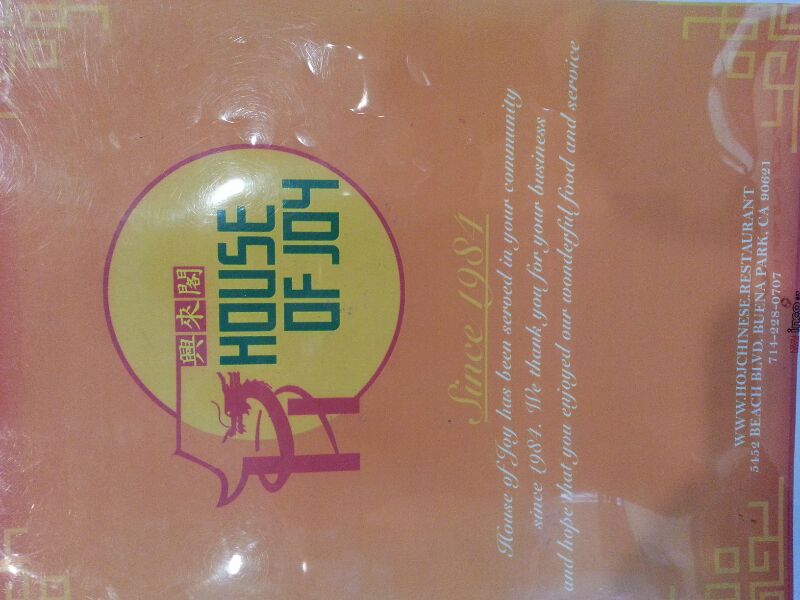 興來閣
HOUSE
OF JOY
Since 1984
House of Joy has been served in your community
since 1984. We thank you for your business
and hope that you enjoyed our wonderful food and service
WWW.HOJCHINESE.RESTAURANT
5452 BEACH BLVD. BUENA PARK, CA 90621
714-228-0707